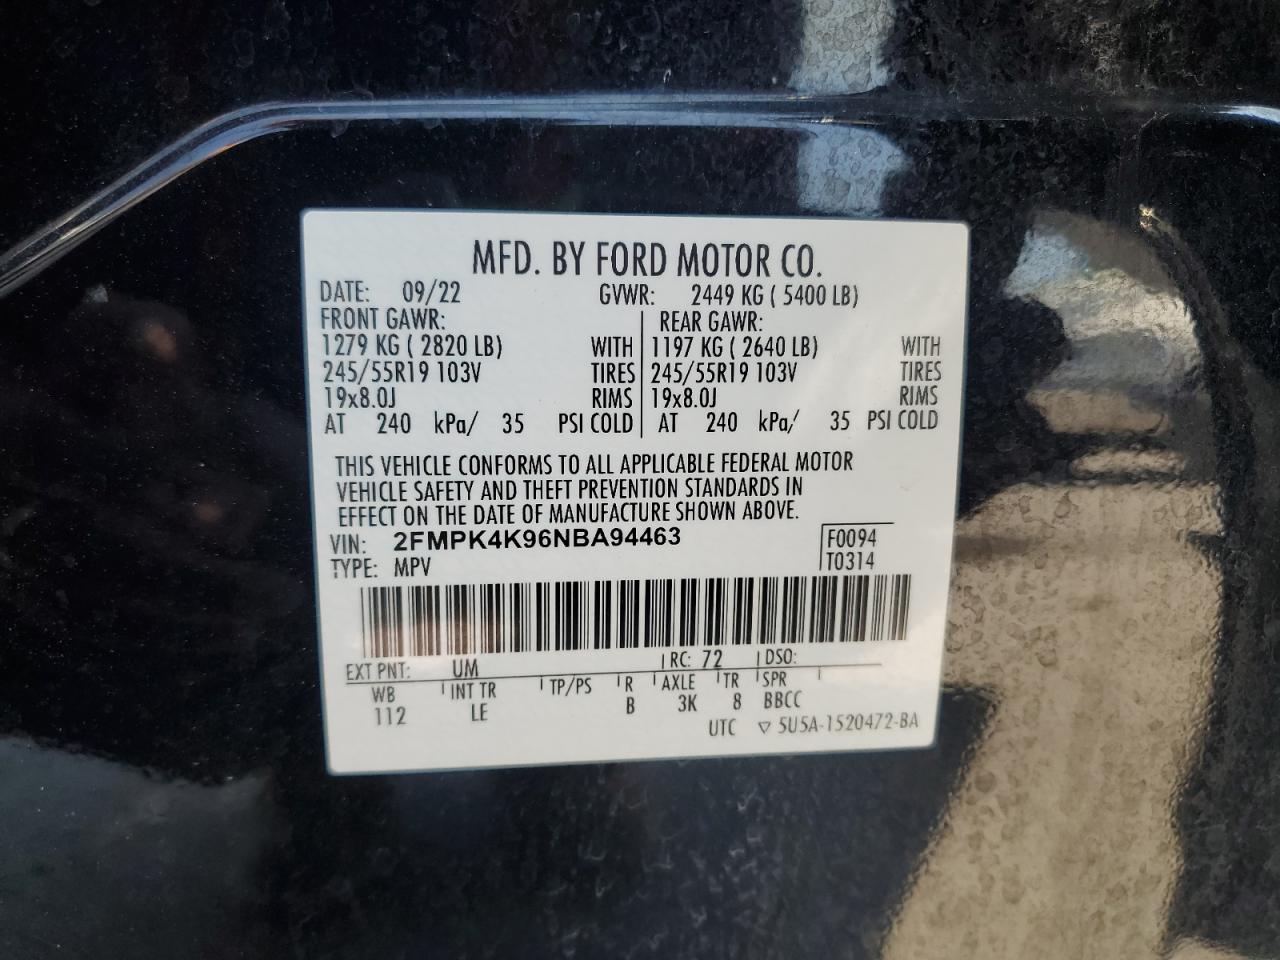 MFD. BY FORD MOTOR CO.
DATE: 09/22 GVWR: 2449 KG ( 5400 LB)
FRONT GAWR: REAR GAWR:
1279 KG ( 2820 LB) WITH 1197 KG ( 2640 LB) WITH
245/55R19 103V TIRES 245/55R19 103V TIRES
19x8.0J RIMS 19x8.0J RIMS
AT 240 kPa/ 35 PSI COLD AT 240 kPa/ 35 PSI COLD
THIS VEHICLE CONFORMS TO ALL APPLICABLE FEDERAL MOTOR
VEHICLE SAFETY AND THEFT PREVENTION STANDARDS IN
EFFECT ON THE DATE OF MANUFACTURE SHOWN ABOVE.
VIN: 2FMPK4K96NBA94463 F0094
TYPE: MPV T0314
EXT PNT: UM RC: 72 DSO:
WB INT TR TP/PS R AXLE TR SPR
112 LE B 3K 8 BBCC
UTC ▽ 5U5A-1520472-BA